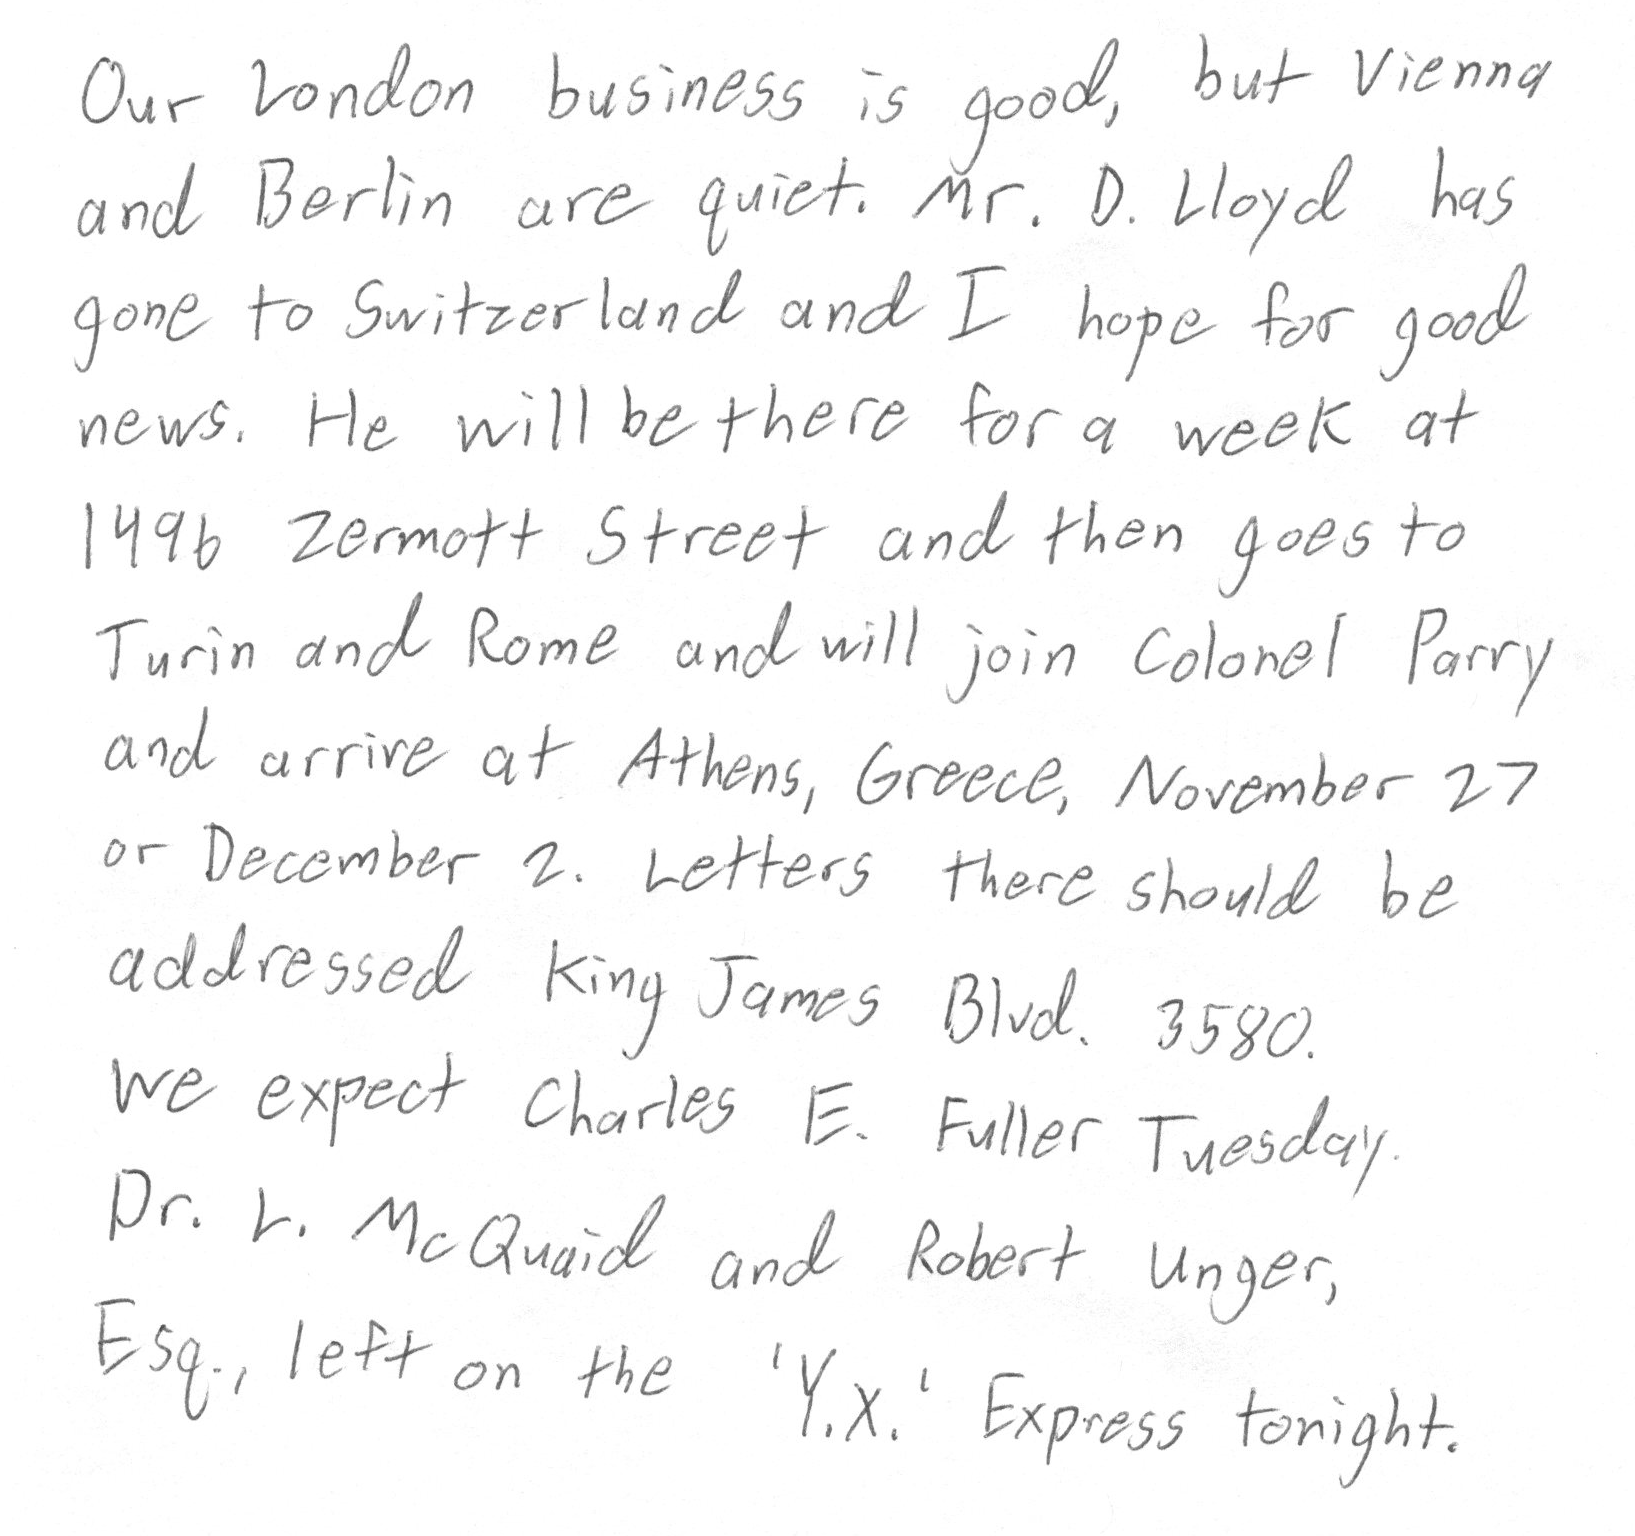 Our London business is good, but Vienna
and Berlin are quiet. Mr. D. Lloyd has
gone to Switzerland and I hope for good
news. He will be there for a week at
1496 Zermott Street and then goes to
Turin and Rome and will join Colonel Parry
and arrive at Athens, Greece, November 27
or December 2. Letters there should be
addressed King James Blvd. 3580.
We expect Charles E. Fuller Tuesday.
Dr. L. McQuaid and Robert Unger,
Esq., left on the 'Y.X.' Express tonight.